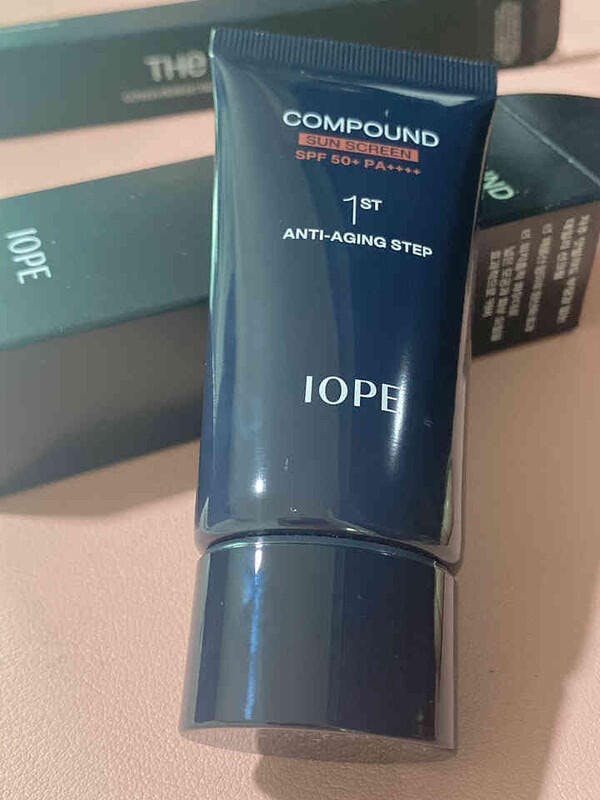 THE
IOPE
COMPOUND
SUN SCREEN
SPF 50+ PA++++
1ST
ANTI-AGING STEP
IOPE